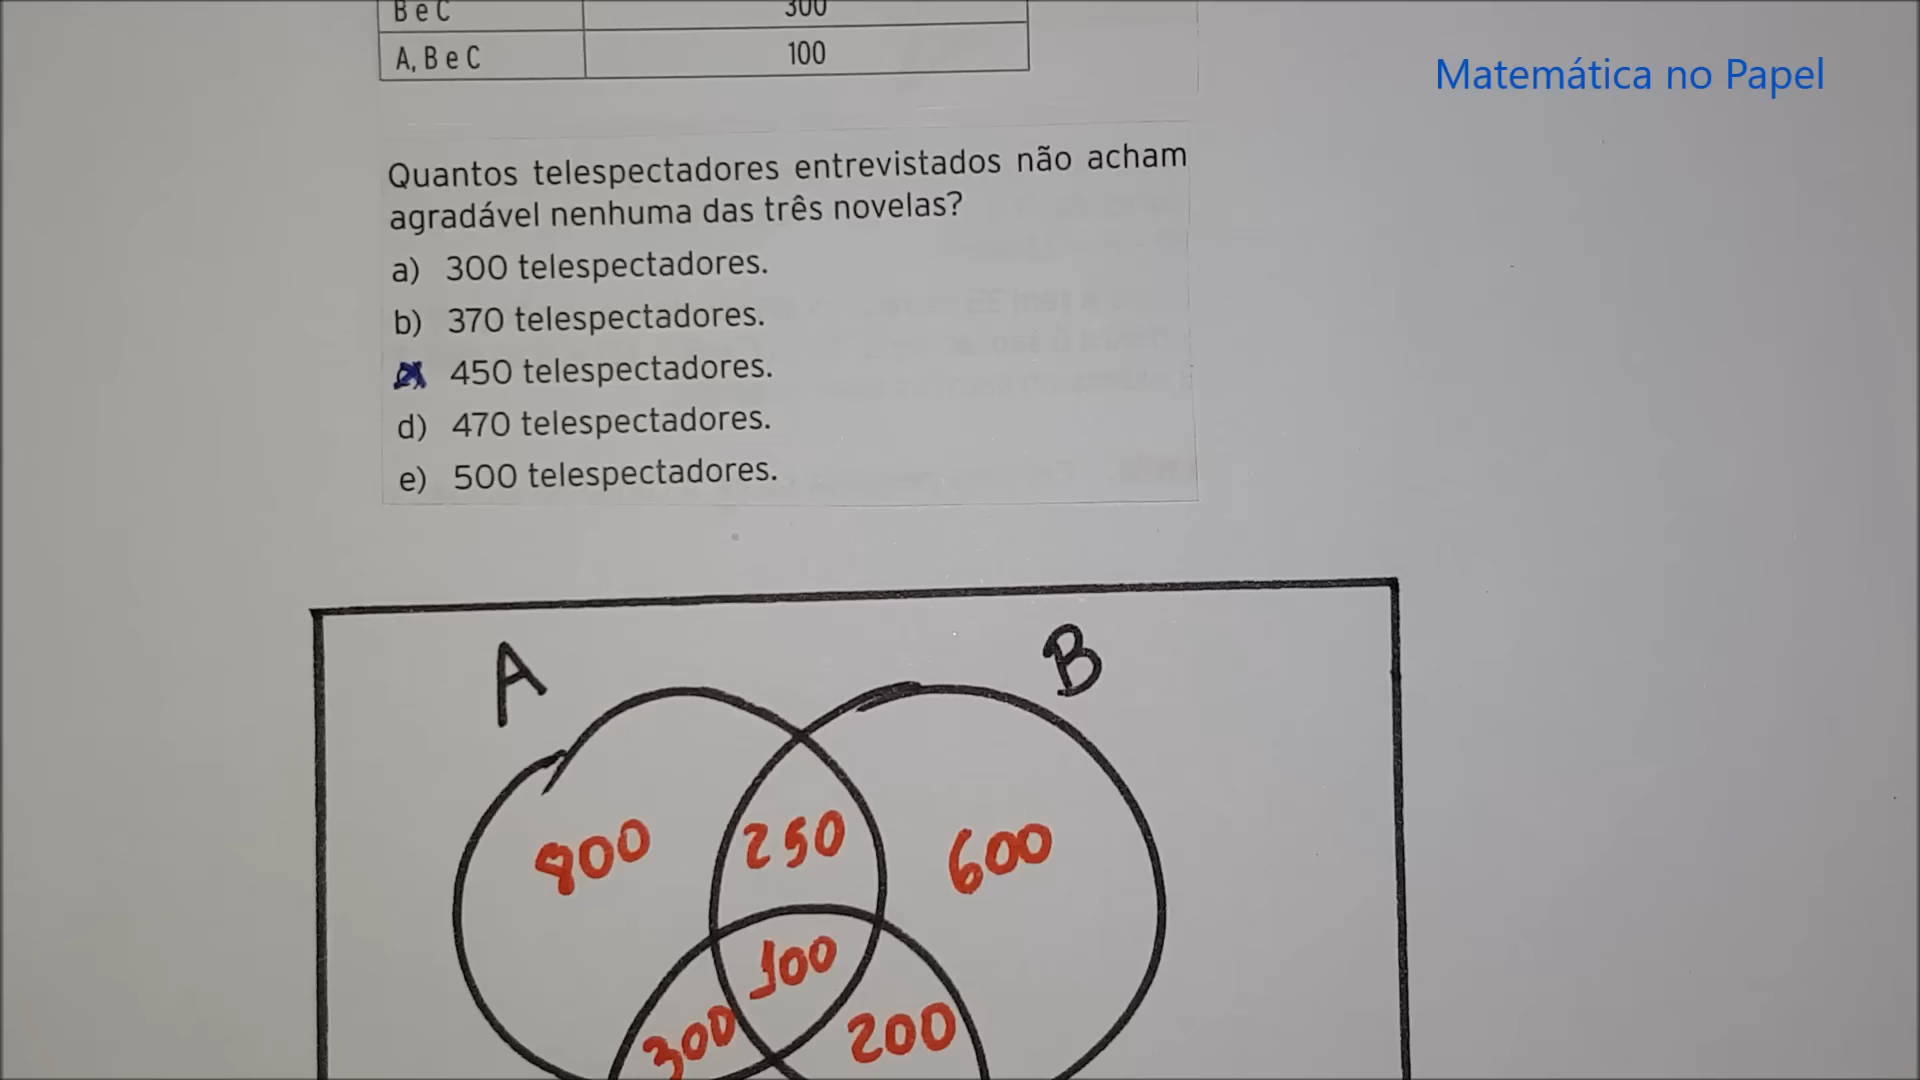 B e C 300
A, B e C 100
Matemática no Papel
Quantos telespectadores entrevistados não acham
agradável nenhuma das três novelas?
a) 300 telespectadores.
b) 370 telespectadores.
450 telespectadores.
d) 470 telespectadores.
e) 500 telespectadores.
A B
800 250 600
100
300 200